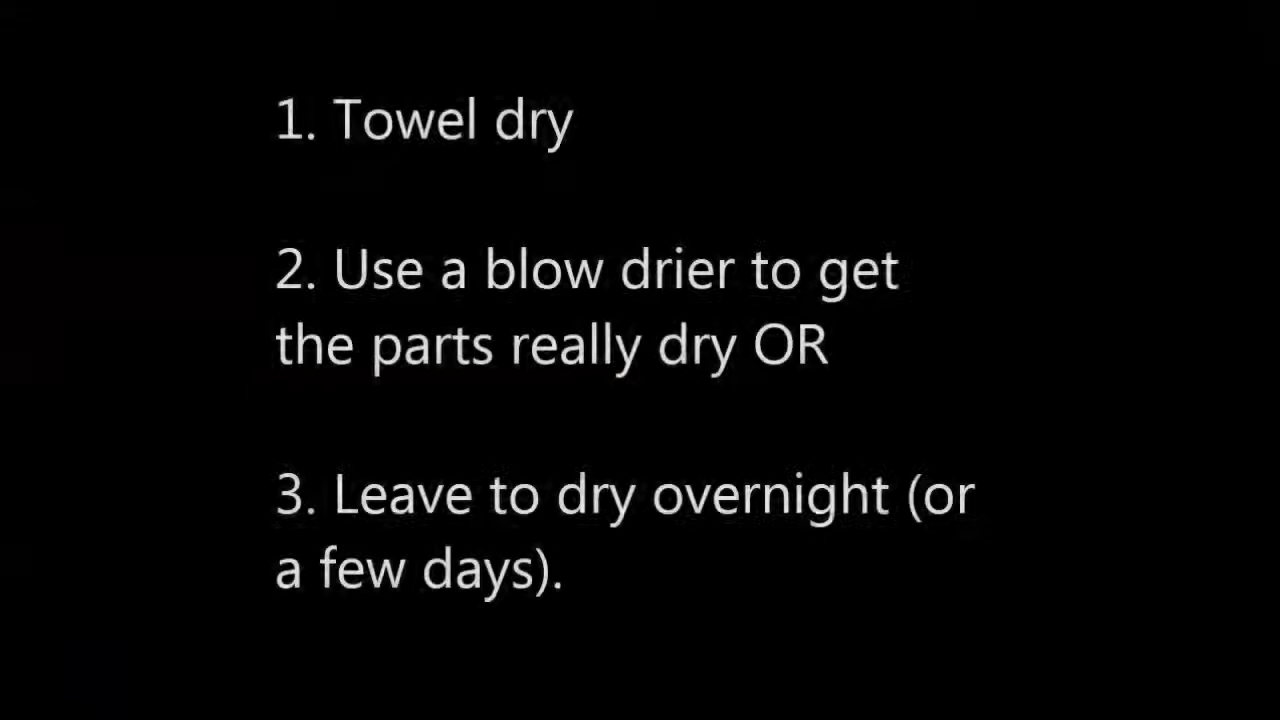 1. Towel dry
2. Use a blow drier to get
the parts really dry OR
3. Leave to dry overnight (or
a few days).